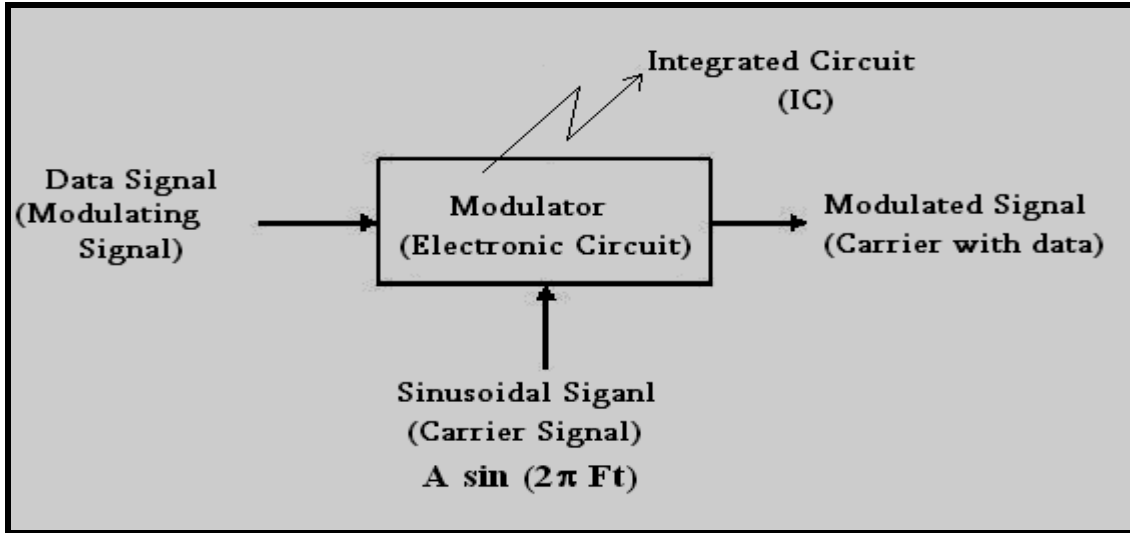 Integrated Circuit
(IC)
Data Signal
(Modulating
Signal)
Modulator
(Electronic Circuit)
Modulated Signal
(Carrier with data)
Sinusoidal Siganl
(Carrier Signal)
A sin (2π Ft)